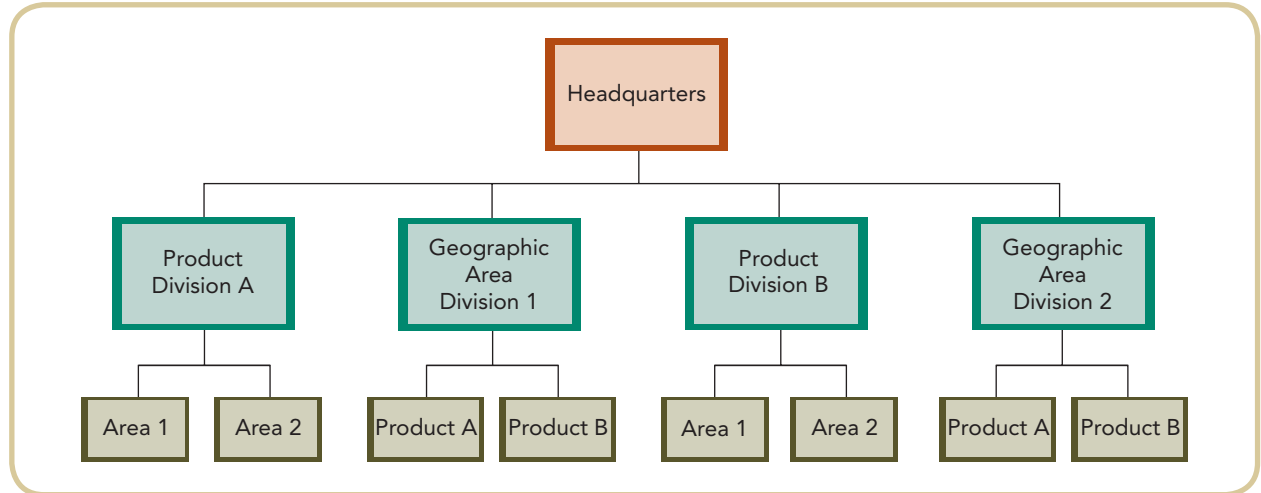 Headquarters
Product
Division A
Geographic
Area
Division 1
Product
Division B
Geographic
Area
Division 2
Area 1
Area 2
Product A
Product B
Area 1
Area 2
Product A
Product B